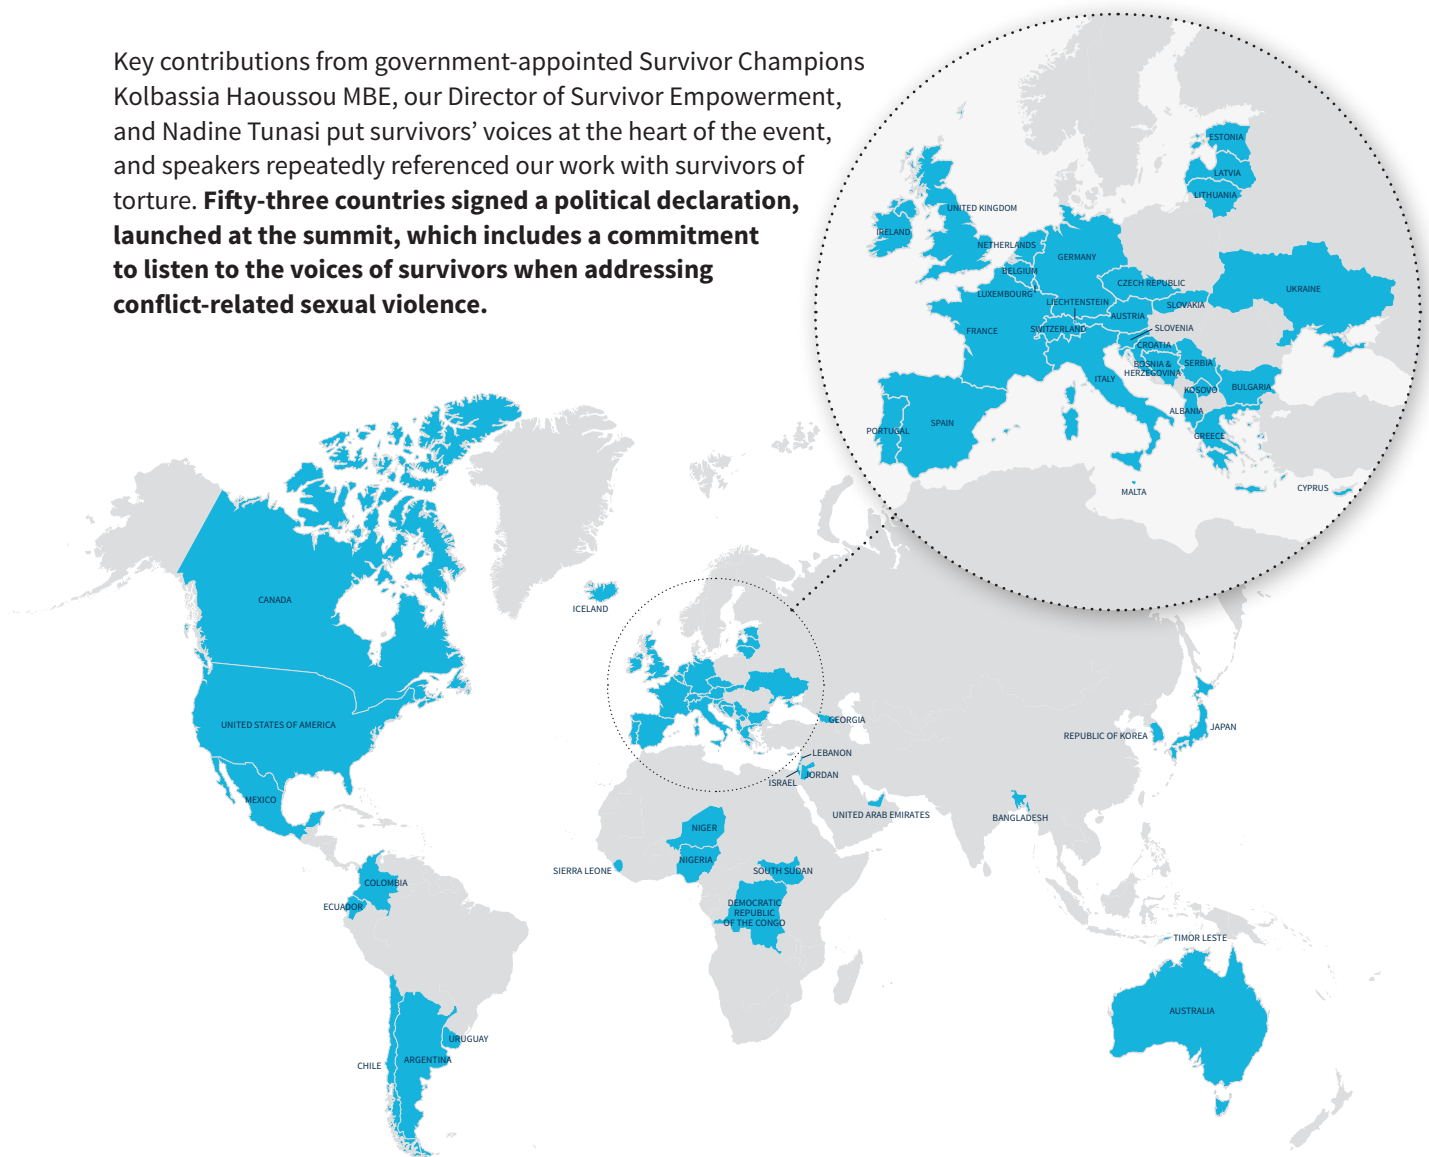 Key contributions from government-appointed Survivor Champions
Kolbassia Haoussou MBE, our Director of Survivor Empowerment,
and Nadine Tunasi put survivors’ voices at the heart of the event,
and speakers repeatedly referenced our work with survivors of
torture. Fifty-three countries signed a political declaration,
launched at the summit, which includes a commitment
to listen to the voices of survivors when addressing
conflict-related sexual violence.
ESTONIA
LATVIA
LITHUANIA
UNITED KINGDOM
IRELAND
NETHERLANDS
GERMANY
BELGIUM
CZECH REPUBLIC
UKRAINE
LUXEMBOURG
LIECHTENSTEIN
SLOVAKIA
AUSTRIA
FRANCE
SWITZERLAND
SLOVENIA
CROATIA
BOSNIA &
HERZEGOVINA
SERBIA
ITALY
KOSOVO
BULGARIA
ALBANIA
SPAIN
PORTUGAL
GREECE
MALTA
CYPRUS
CANADA
ICELAND
UNITED STATES OF AMERICA
GEORGIA
JAPAN
REPUBLIC OF KOREA
LEBANON
JORDAN
ISRAEL
MEXICO
UNITED ARAB EMIRATES
BANGLADESH
NIGER
NIGERIA
SIERRA LEONE
SOUTH SUDAN
COLOMBIA
ECUADOR
DEMOCRATIC
REPUBLIC
OF THE CONGO
TIMOR LESTE
AUSTRALIA
URUGUAY
CHILE
ARGENTINA